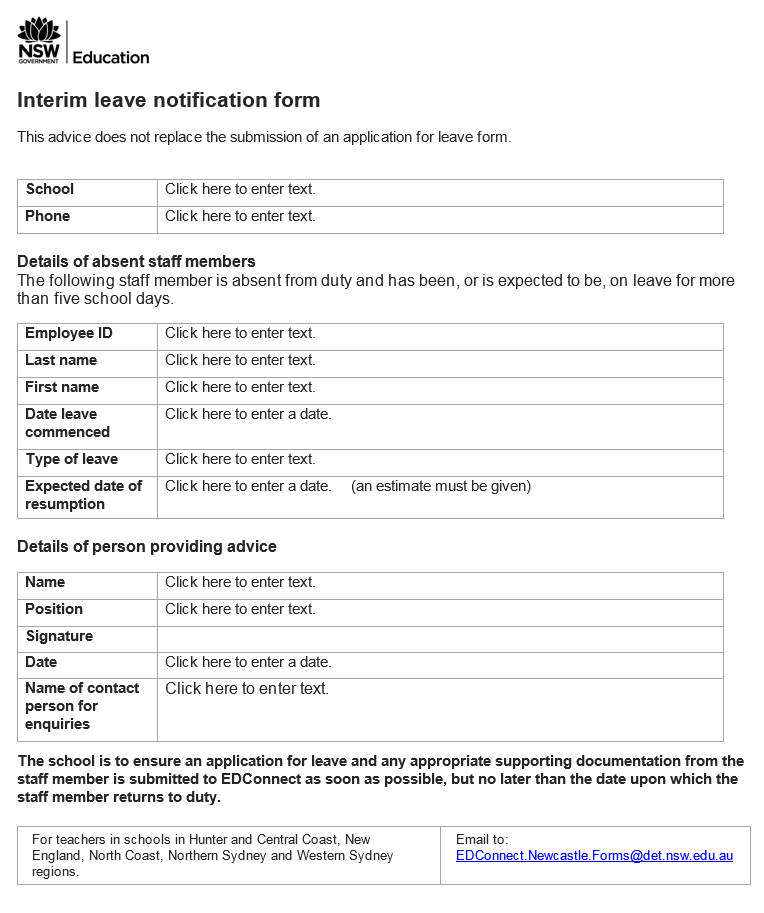 NSW
GOVERNMENT
Education
Interim leave notification form
This advice does not replace the submission of an application for leave form.
School Click here to enter text.
Phone Click here to enter text.
Details of absent staff members
The following staff member is absent from duty and has been, or is expected to be, on leave for more
than five school days.
Employee ID Click here to enter text.
Last name Click here to enter text.
First name Click here to enter text.
Date leave Click here to enter a date.
commenced
Type of leave Click here to enter text.
Expected date of Click here to enter a date. (an estimate must be given)
resumption
Details of person providing advice
Name Click here to enter text.
Position Click here to enter text.
Signature
Date Click here to enter a date.
Name of contact Click here to enter text.
person for
enquiries
The school is to ensure an application for leave and any appropriate supporting documentation from the
staff member is submitted to EDConnect as soon as possible, but no later than the date upon which the
staff member returns to duty.
For teachers in schools in Hunter and Central Coast, New
England, North Coast, Northern Sydney and Western Sydney
regions.
Email to:
EDConnect.Newcastle.Forms@det.nsw.edu.au